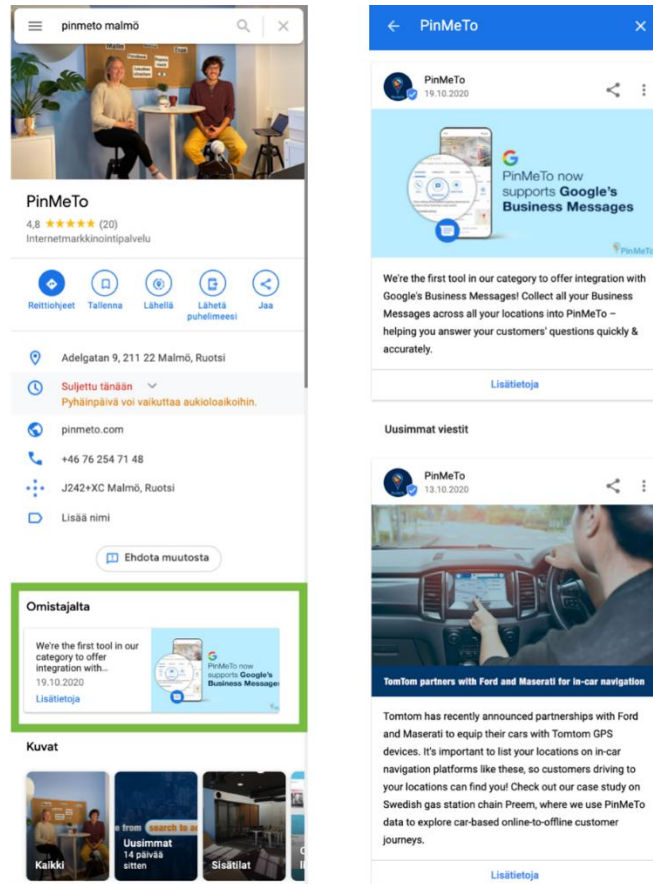 pinmeto malmö
PinMeTo
4,8 ★★★★★ (20)
Internetmarkkinointipalvelu
Reittiohjeet
Tallenna
Lähellä
Lähetä
puhelimeesi
Jaa
Adelgatan 9, 211 22 Malmö, Ruotsi
Suljettu tänään
Pyhäinpäivä voi vaikuttaa aukioloaikoihin.
pinmeto.com
+46 76 254 71 48
J242+XC Malmö, Ruotsi
Lisää nimi
Ehdota muutosta
Omistajalta
We're the first tool in our
category to offer
integration with...
19.10.2020
Lisätietoja
PinMeTo now
supports Google's
Business Messages
Kuvat
Kaikki
e from search to
Uusimmat
14 päivää
sitten
Sisätilat
PinMeTo
PinMeTo
19.10.2020
PinMeTo now
supports Google's
Business Messages
PinMeTo
We're the first tool in our category to offer integration with
Google's Business Messages! Collect all your Business
Messages across all your locations into PinMeTo –
helping you answer your customers' questions quickly &
accurately.
Lisätietoja
Uusimmat viestit
PinMeTo
13.10.2020
TomTom partners with Ford and Maserati for in-car navigation
Tomtom has recently announced partnerships with Ford
and Maserati to equip their cars with Tomtom GPS
devices. It's important to list your locations on in-car
navigation platforms like these, so customers driving to
your locations can find you! Check out our case study on
Swedish gas station chain Preem, where we use PinMeTo
data to explore car-based online-to-offline customer
journeys.
Lisätietoja